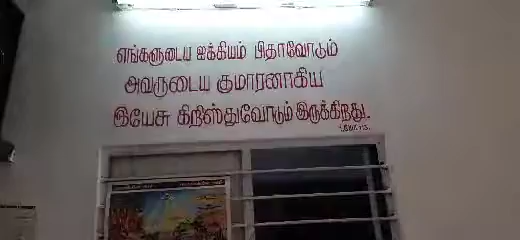 எங்களுடைய ஐக்கியம் பிதாவோடும்
அவருடைய குமாரனாகிய
இயேசு கிறிஸ்துவோடும் இருக்கிறது.